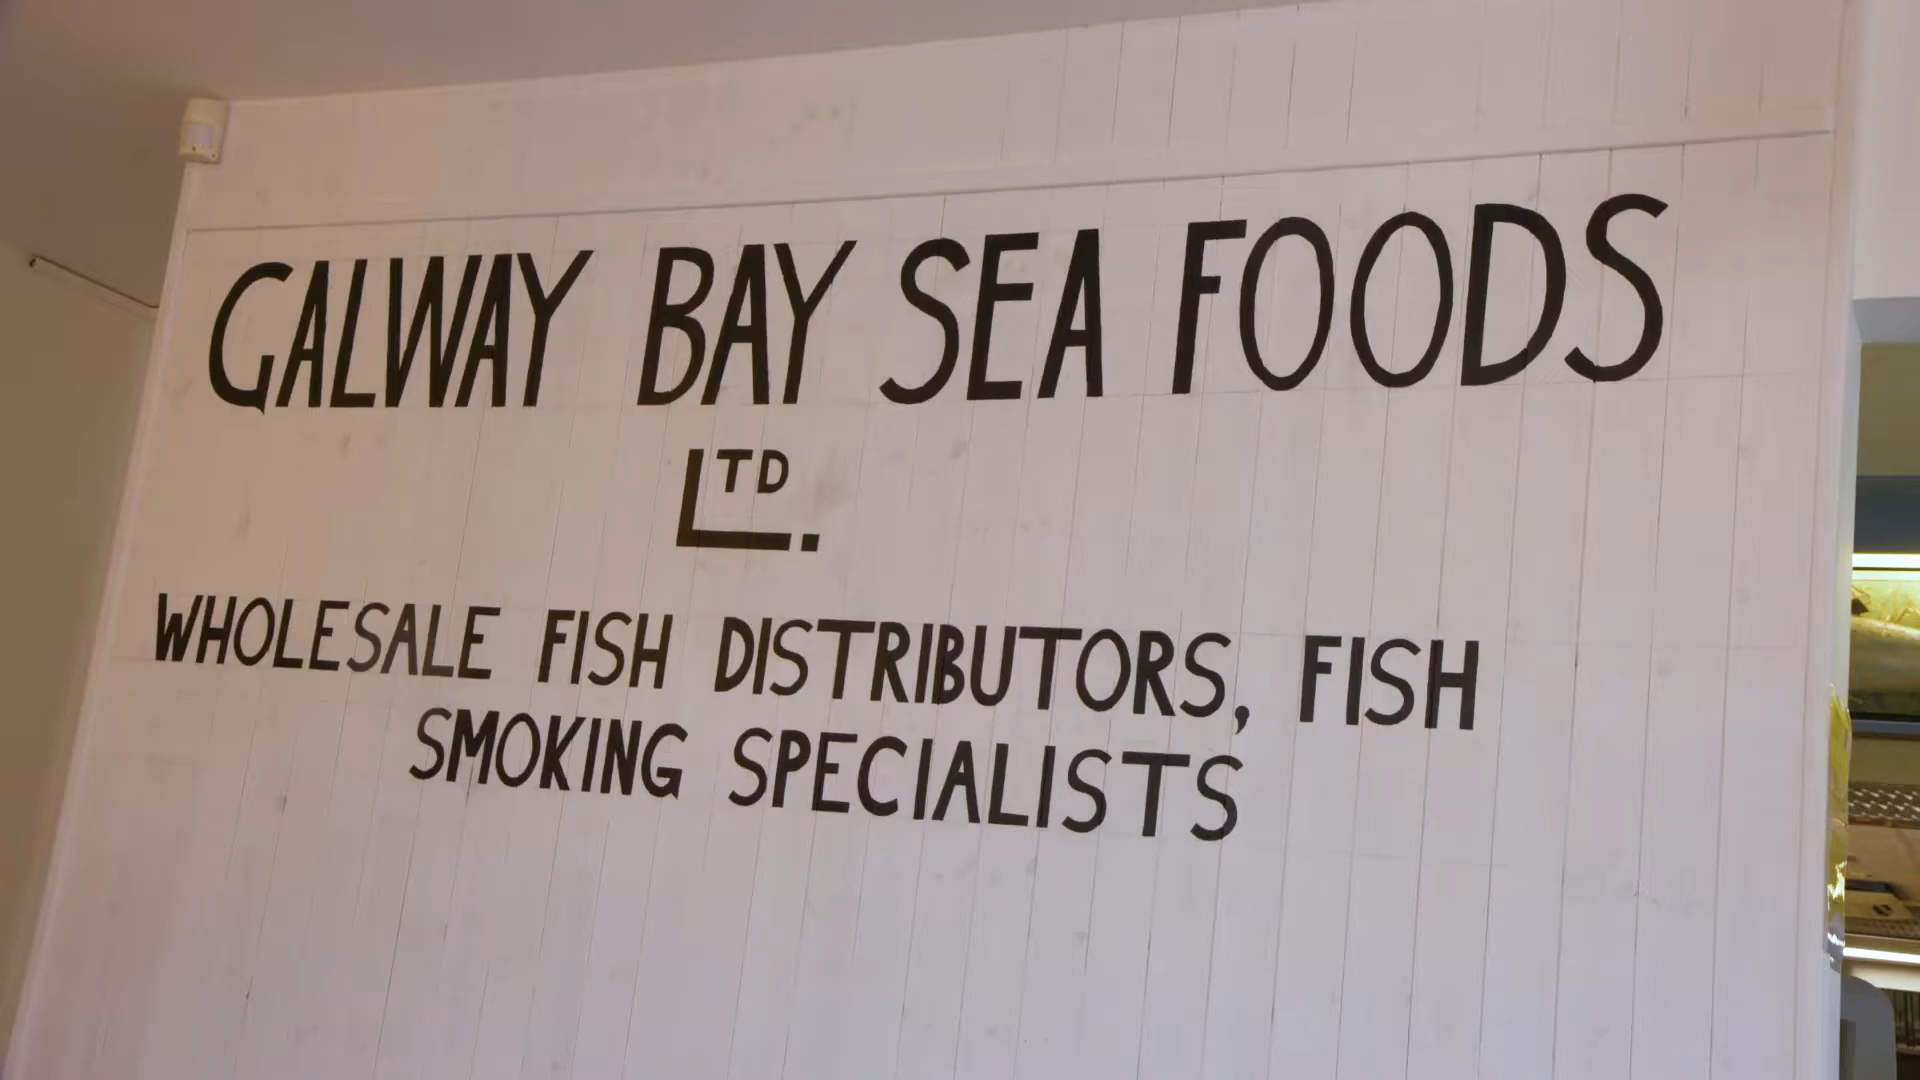 GALWAY BAY SEA FOODS
LTD.
WHOLESALE FISH DISTRIBUTORS, FISH
SMOKING SPECIALISTS